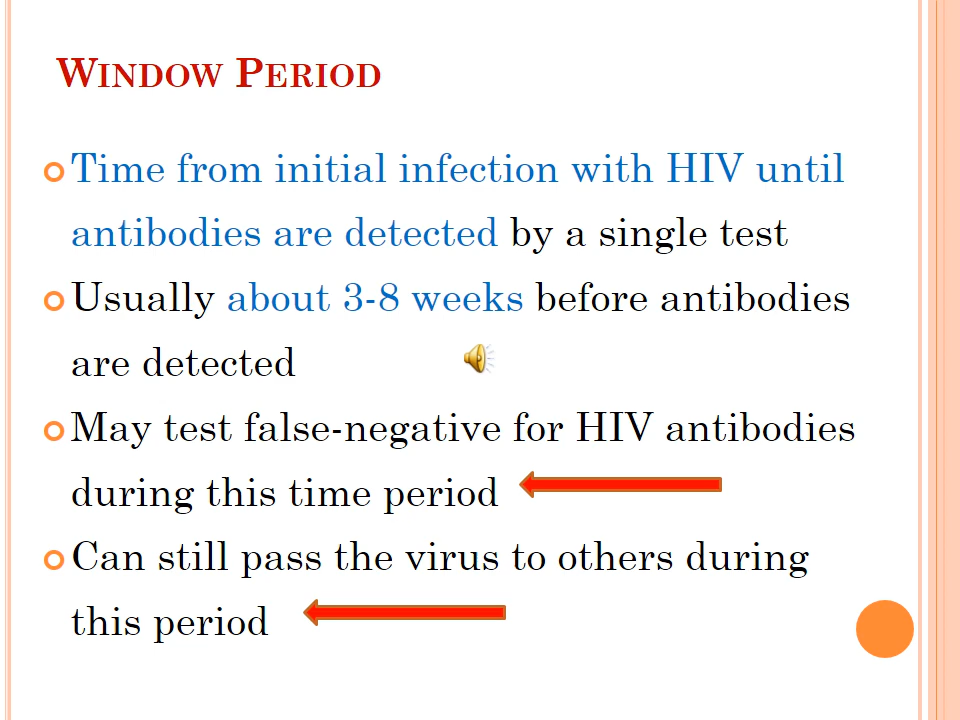 Window Period
Time from initial infection with HIV until
antibodies are detected by a single test
Usually about 3-8 weeks before antibodies
are detected
May test false-negative for HIV antibodies
during this time period
Can still pass the virus to others during
this period